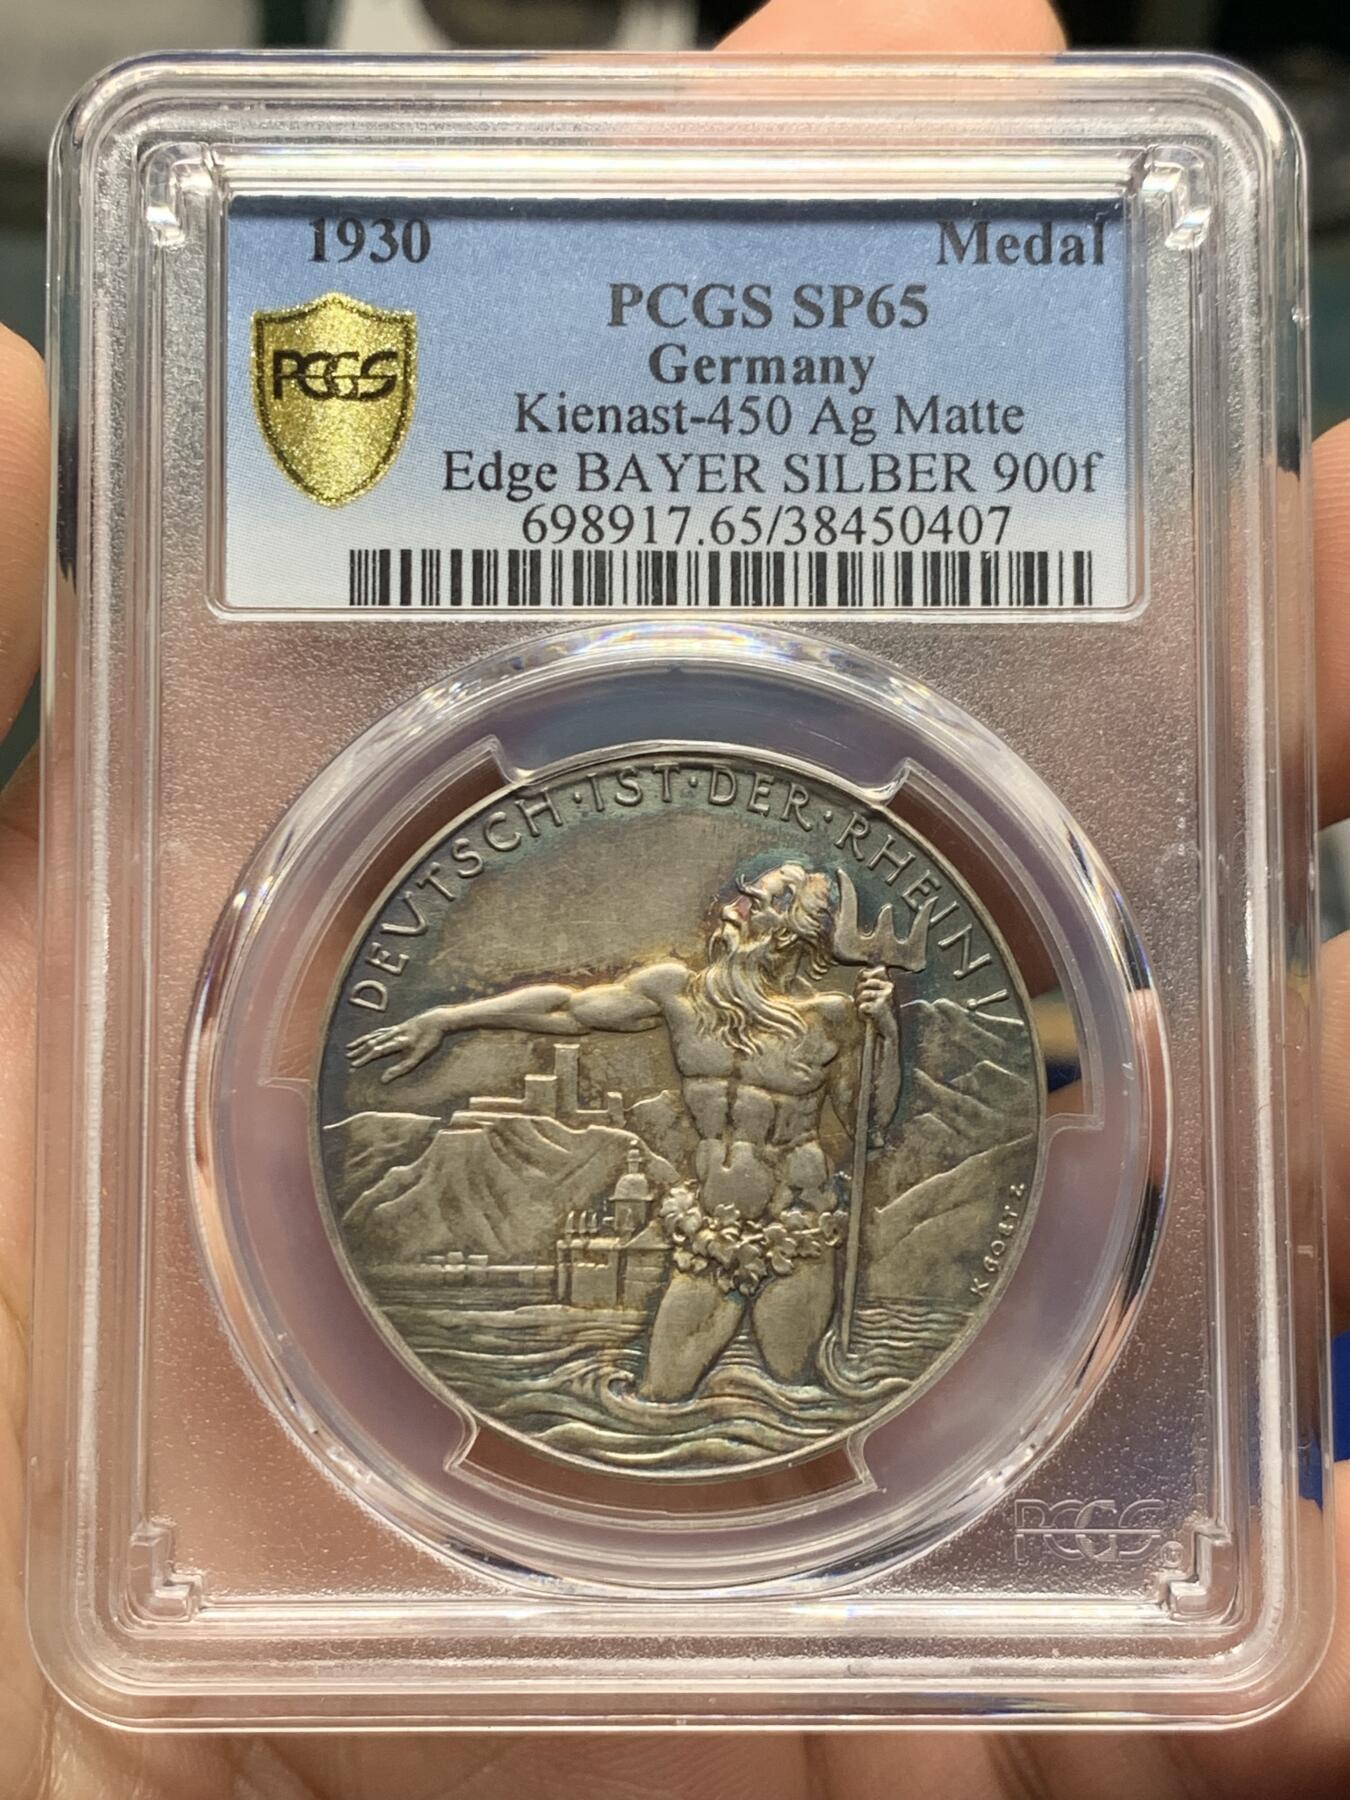 1930 Medal
PCGS SP65
Germany
Kienast-450 Ag Matte
Edge BAYER SILBER 900f
698917.65/38450407
PCGS
DEVTSCH·IST·DER·RHEIN!
K GOETZ
PCGS